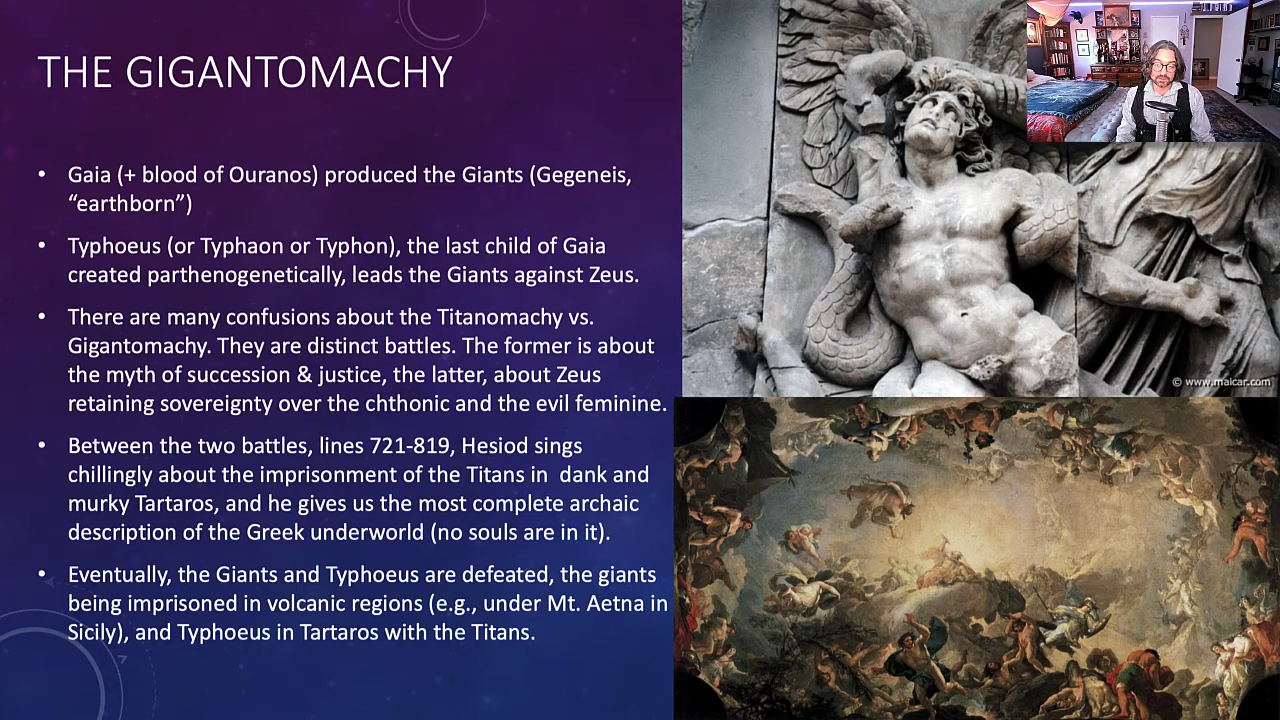 THE GIGANTOMACHY
• Gaia (+ blood of Ouranos) produced the Giants (Gegeneis,
“earthborn”)
• Typhoeus (or Typhaon or Typhon), the last child of Gaia
created parthenogenetically, leads the Giants against Zeus.
• There are many confusions about the Titanomachy vs.
Gigantomachy. They are distinct battles. The former is about
the myth of succession & justice, the latter, about Zeus
retaining sovereignty over the chthonic and the evil feminine.
• Between the two battles, lines 721-819, Hesiod sings
chillingly about the imprisonment of the Titans in  dank and
murky Tartaros, and he gives us the most complete archaic
description of the Greek underworld (no souls are in it).
• Eventually, the Giants and Typhoeus are defeated, the giants
being imprisoned in volcanic regions (e.g., under Mt. Aetna in
Sicily), and Typhoeus in Tartaros with the Titans.
© www.maicar.com